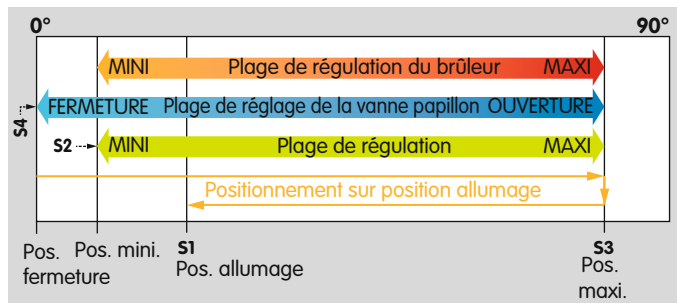 0° 90°
MINI Plage de régulation du brûleur MAXI
FERMETURE Plage de réglage de la vanne papillon OUVERTURE
S4
S2 MINI Plage de régulation MAXI
Positionnement sur position allumage
Pos. fermeture
Pos. mini.
S1
Pos. allumage
S3
Pos.
maxi.